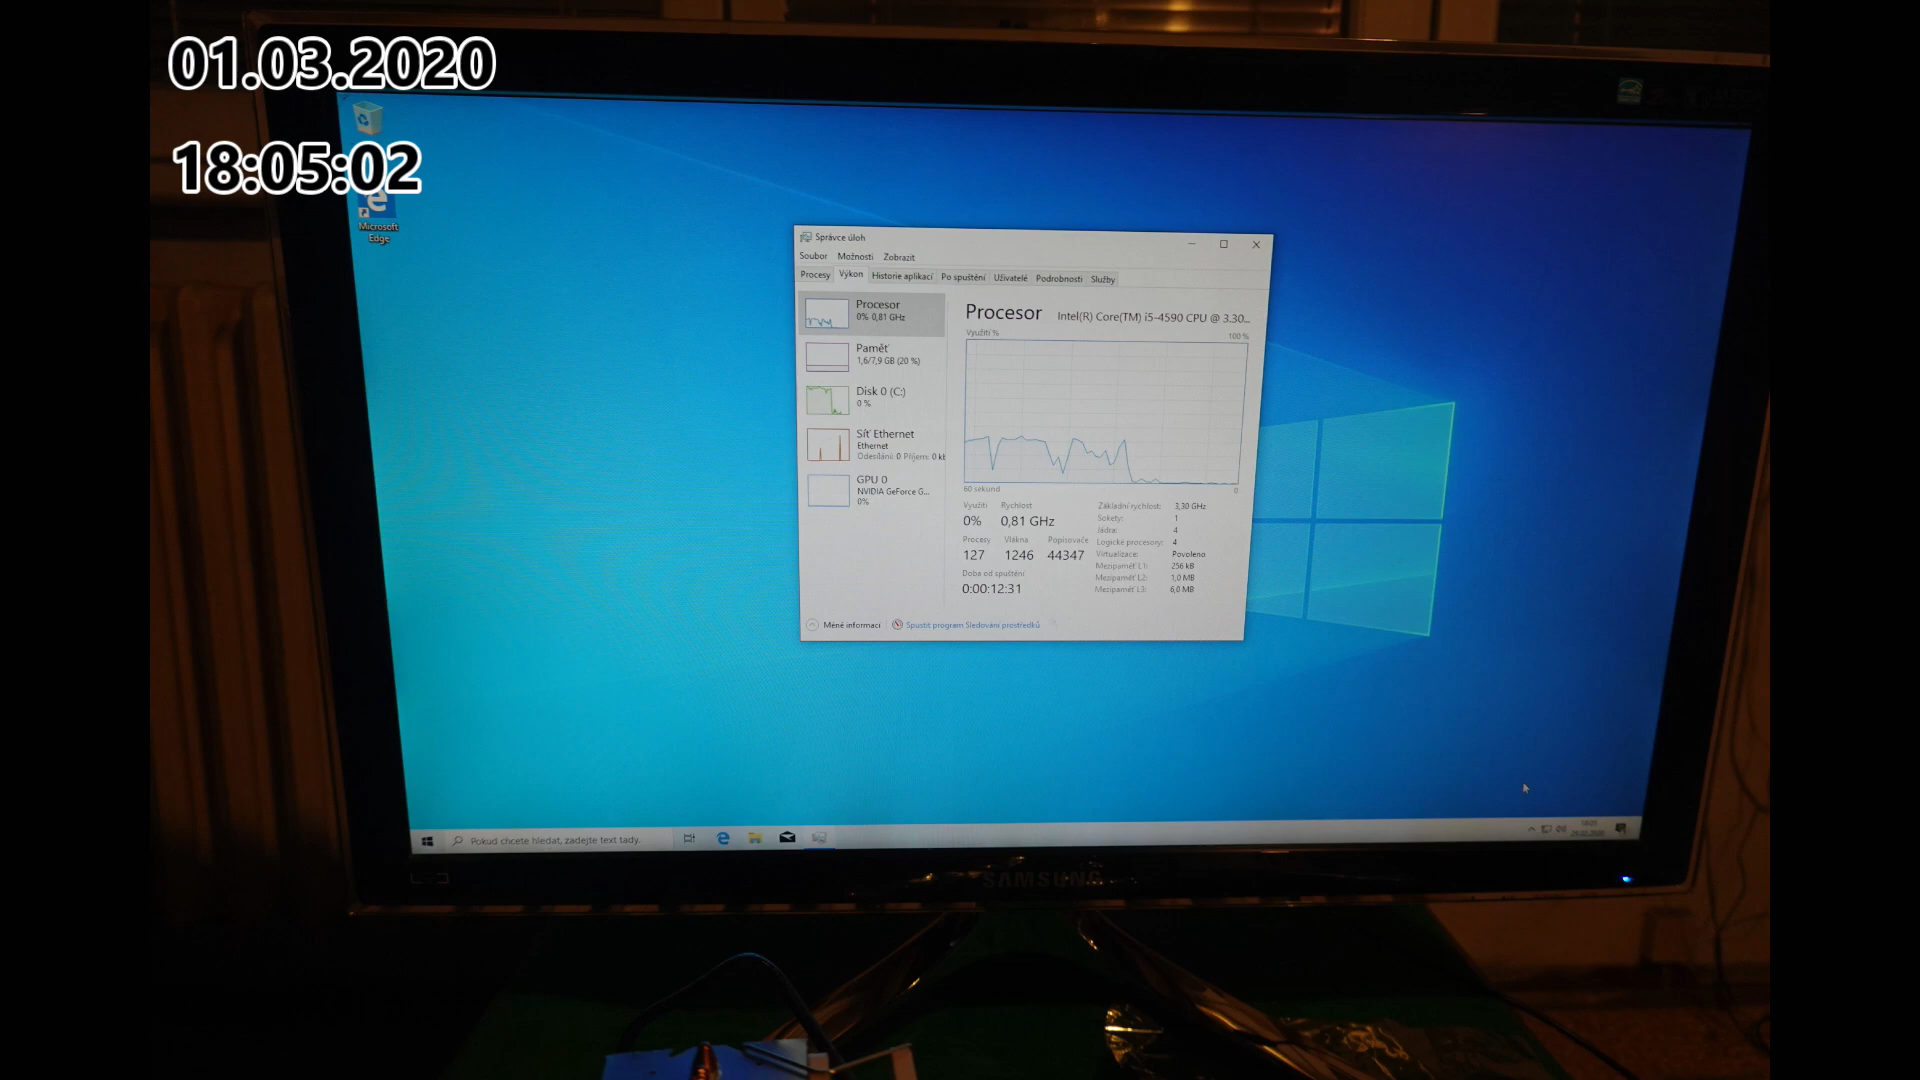 01.03.2020
18:05:02
Microsoft
Edge
Správce úloh
Soubor Možnosti Zobrazit
Procesy Výkon Historie aplikací Po spuštění Uživatelé Podrobnosti Služby
Procesor
0% 0,81 GHz
Paměť
1,6/7,9 GB (20 %)
Disk 0 (C:)
0 %
Síť Ethernet
Ethernet
Odesláno: 0 Příjem: 0 kb
GPU 0
NVIDIA GeForce G...
0%
Procesor Intel(R) Core(TM) i5-4590 CPU @ 3.30...
Využití % 100 %
60 sekund 0
Využití Rychlost
0% 0,81 GHz
Procesy Vlákna Popisovače
127 1246 44347
Doba od spuštění
0:00:12:31
Základní rychlost: 3,30 GHz
Sokety: 1
Jádra: 4
Logické procesory: 4
Virtualizace: Povoleno
Mezipaměť L1: 256 kB
Mezipaměť L2: 1,0 MB
Mezipaměť L3: 6,0 MB
Méně informací Spustit program Sledování prostředků
Pokud chcete hledat, zadejte text tady.
SAMSUNG